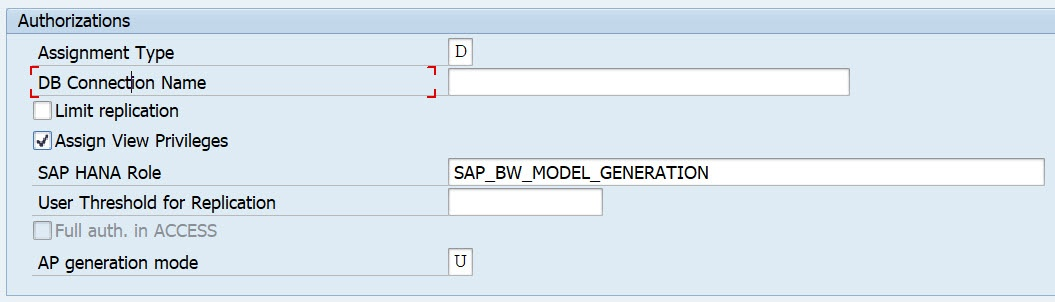 Authorizations
Assignment Type D
DB Connection Name
Limit replication
Assign View Privileges
SAP HANA Role SAP_BW_MODEL_GENERATION
User Threshold for Replication
Full auth. in ACCESS
AP generation mode U